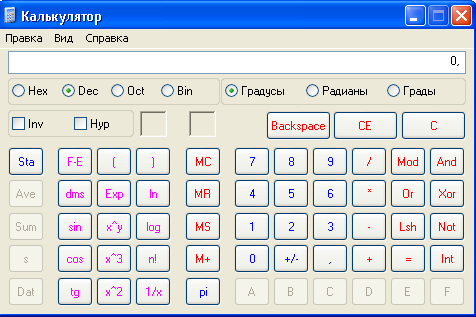 Калькулятор
Правка Вид Справка
0,
Hex Dec Oct Bin Градусы Радианы Грады
Inv Hyp Backspace CE C
Sta F-E ( ) MC 7 8 9 / Mod And
Ave dms Exp ln MR 4 5 6 * Or Xor
Sum sin x^y log MS 1 2 3 - Lsh Not
s cos x^3 n! M+ 0 +/- , + = Int
Dat tg x^2 1/x pi A B C D E F